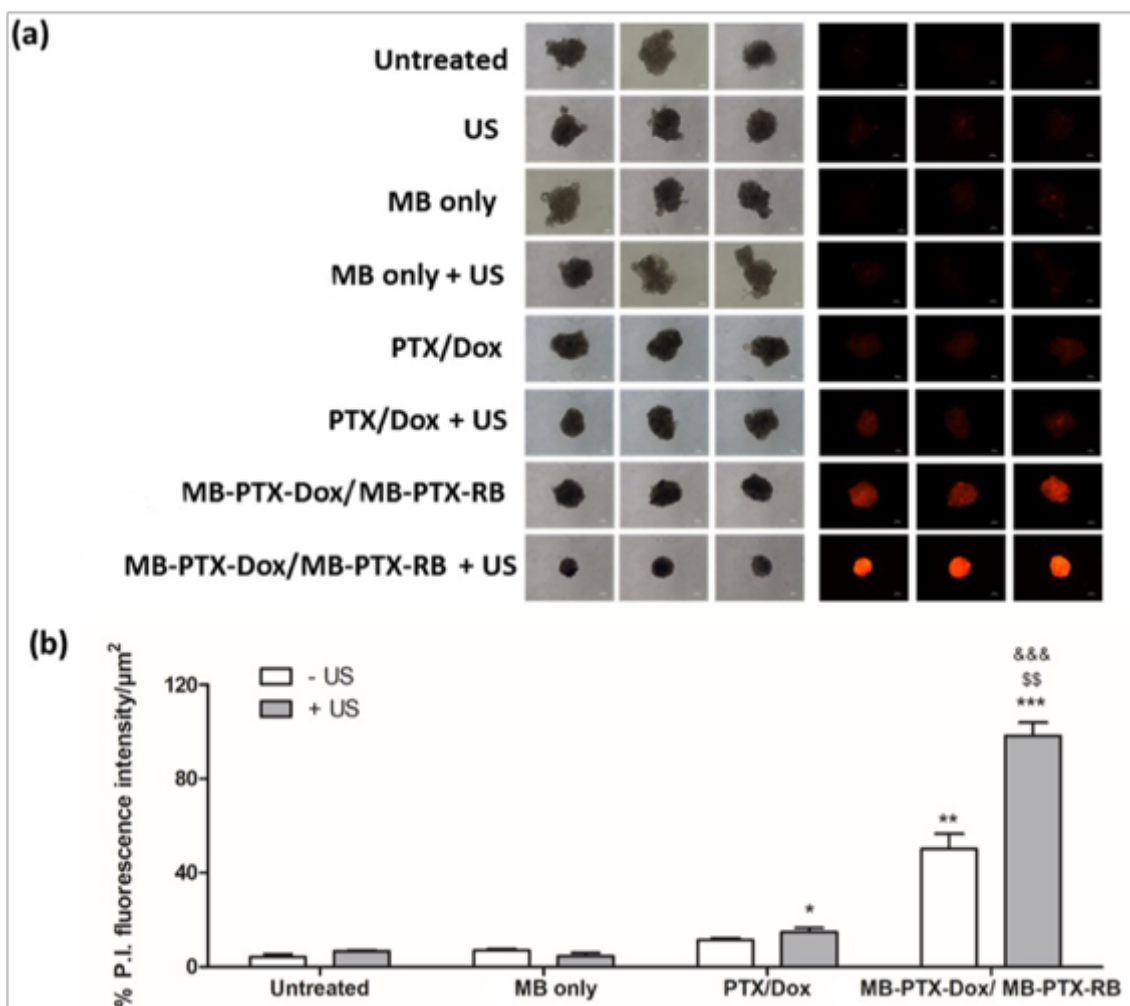 (a)
Untreated
US
MB only
MB only + US
PTX/Dox
PTX/Dox + US
MB-PTX-Dox/MB-PTX-RB
MB-PTX-Dox/MB-PTX-RB + US
(b)
% P.I. fluorescence intensity/µm²
120
80
40
0
- US
+ US
*
**
&&&
$$
***
Untreated
MB only
PTX/Dox
MB-PTX-Dox/ MB-PTX-RB